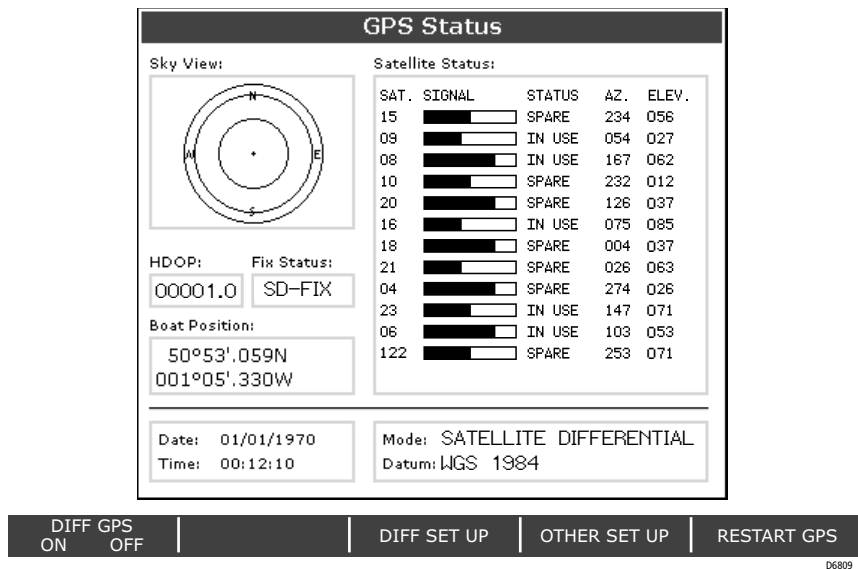 GPS Status
Sky View:
N
W
E
S
Satellite Status:
SAT. SIGNAL STATUS AZ. ELEV.
15 SPARE 234 056
09 IN USE 054 027
08 IN USE 167 062
10 SPARE 232 012
20 SPARE 126 037
16 IN USE 075 085
18 SPARE 004 037
21 SPARE 026 063
04 SPARE 274 026
23 IN USE 147 071
06 IN USE 103 053
122 SPARE 253 071
HDOP: Fix Status:
00001.0 SD-FIX
Boat Position:
50°53'.059N
001°05'.330W
Date: 01/01/1970
Time: 00:12:10
Mode: SATELLITE DIFFERENTIAL
Datum: WGS 1984
DIFF GPS
ON OFF
DIFF SET UP
OTHER SET UP
RESTART GPS
D6809